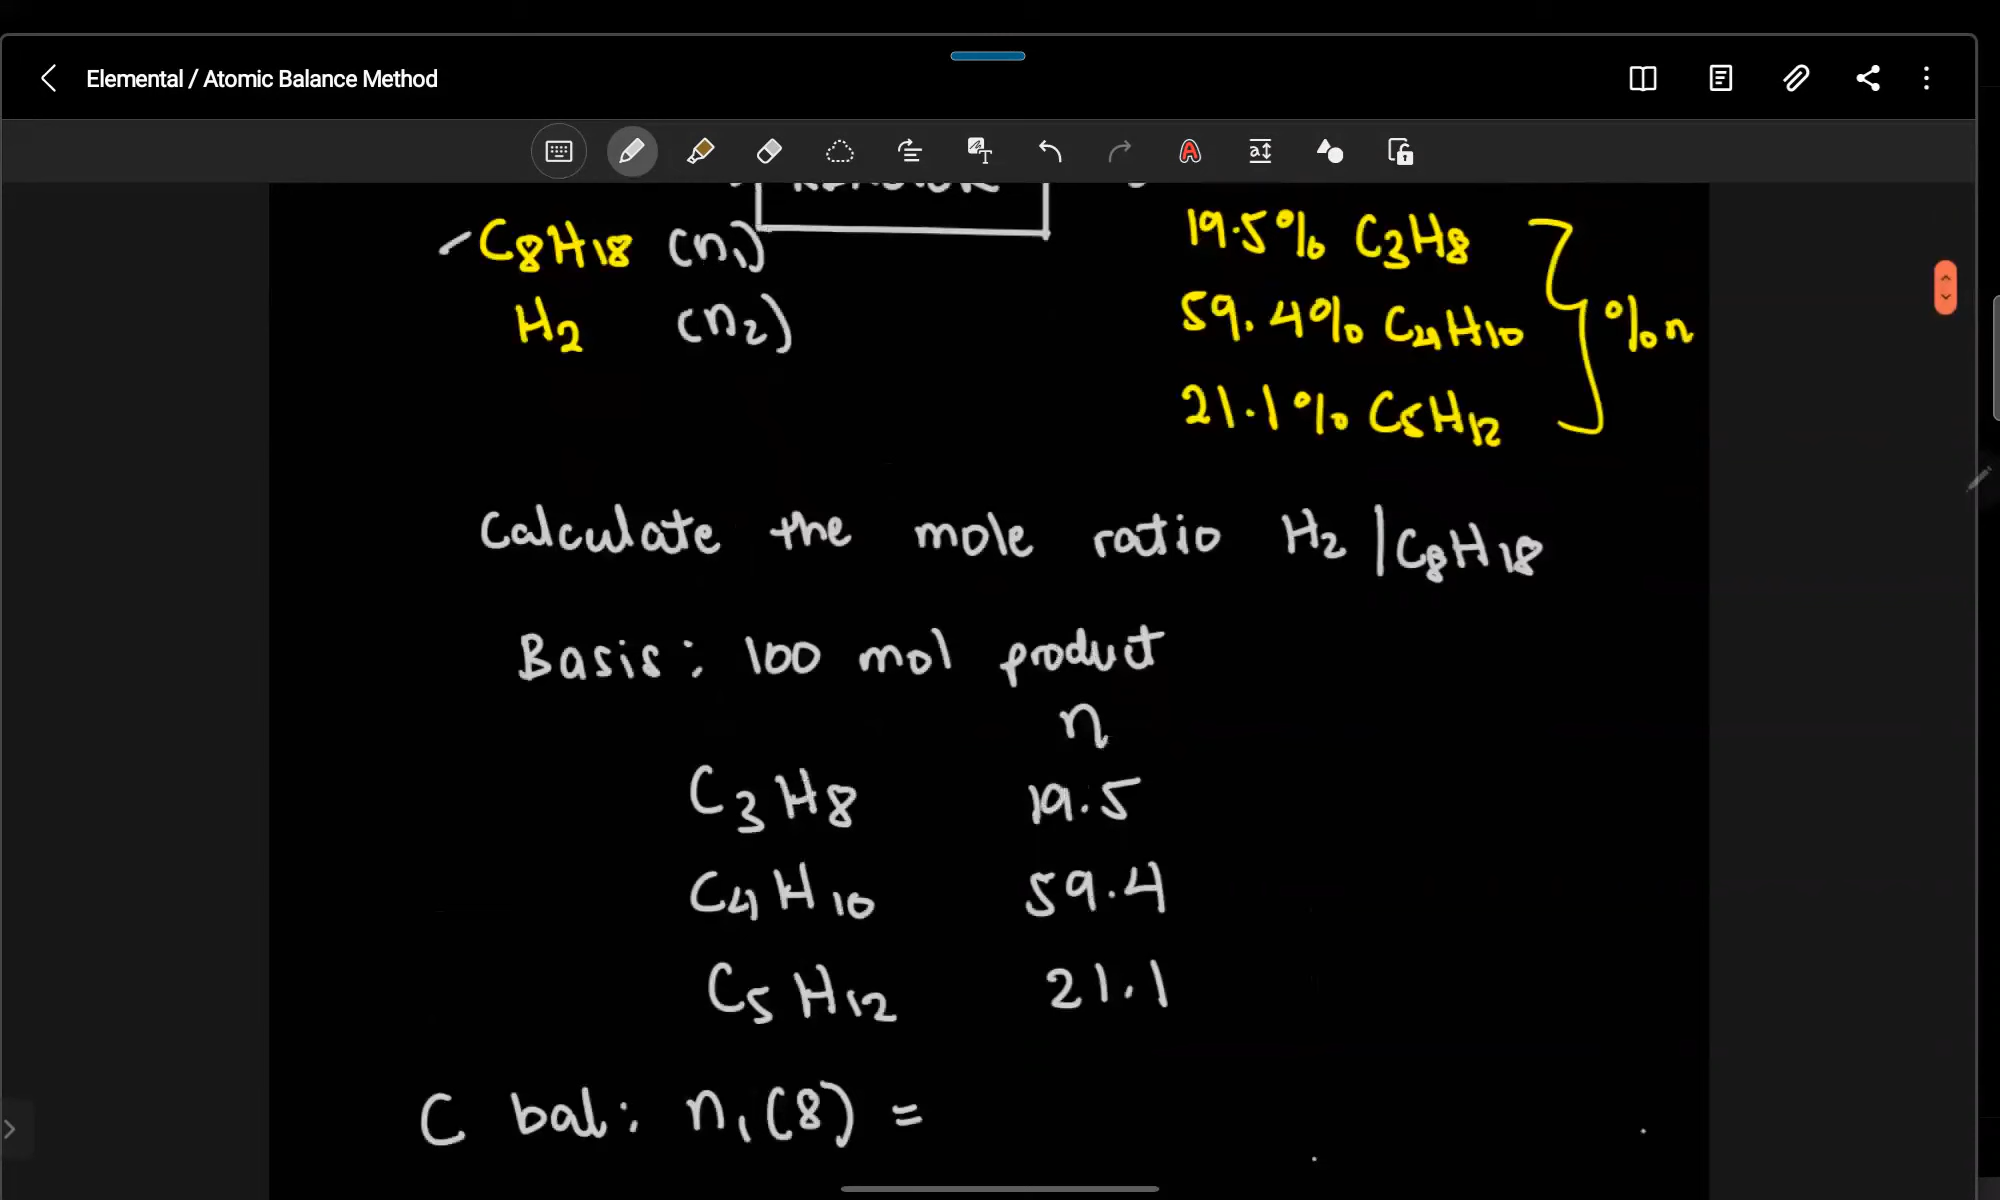 Elemental / Atomic Balance Method
C8H18 (n1)
H2 (n2)
19.5% C3H8
59.4% C4H10
21.1% C5H12
%n
Calculate the mole ratio H2 | C8H18
Basis: 100 mol product
n
C3H8 19.5
C4H10 59.4
C5H12 21.1
C bal: n1(8) =